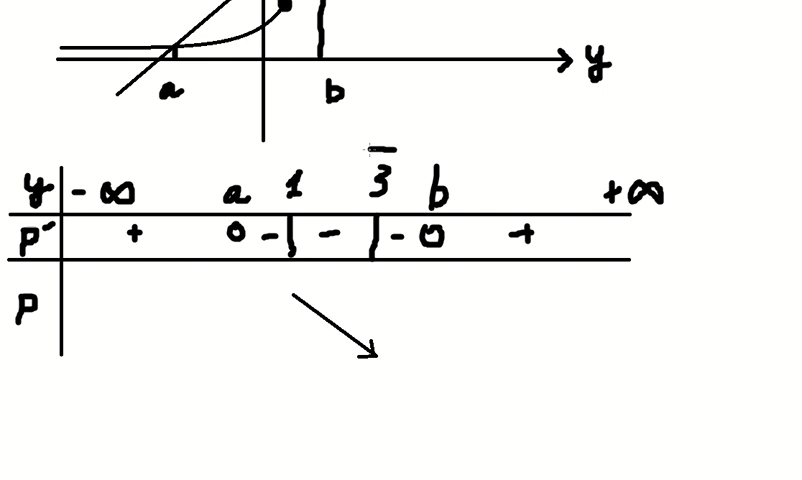 y
a b
y -∞ a 1 3̅ b +∞
P' + 0 - | - | - 0 +
P